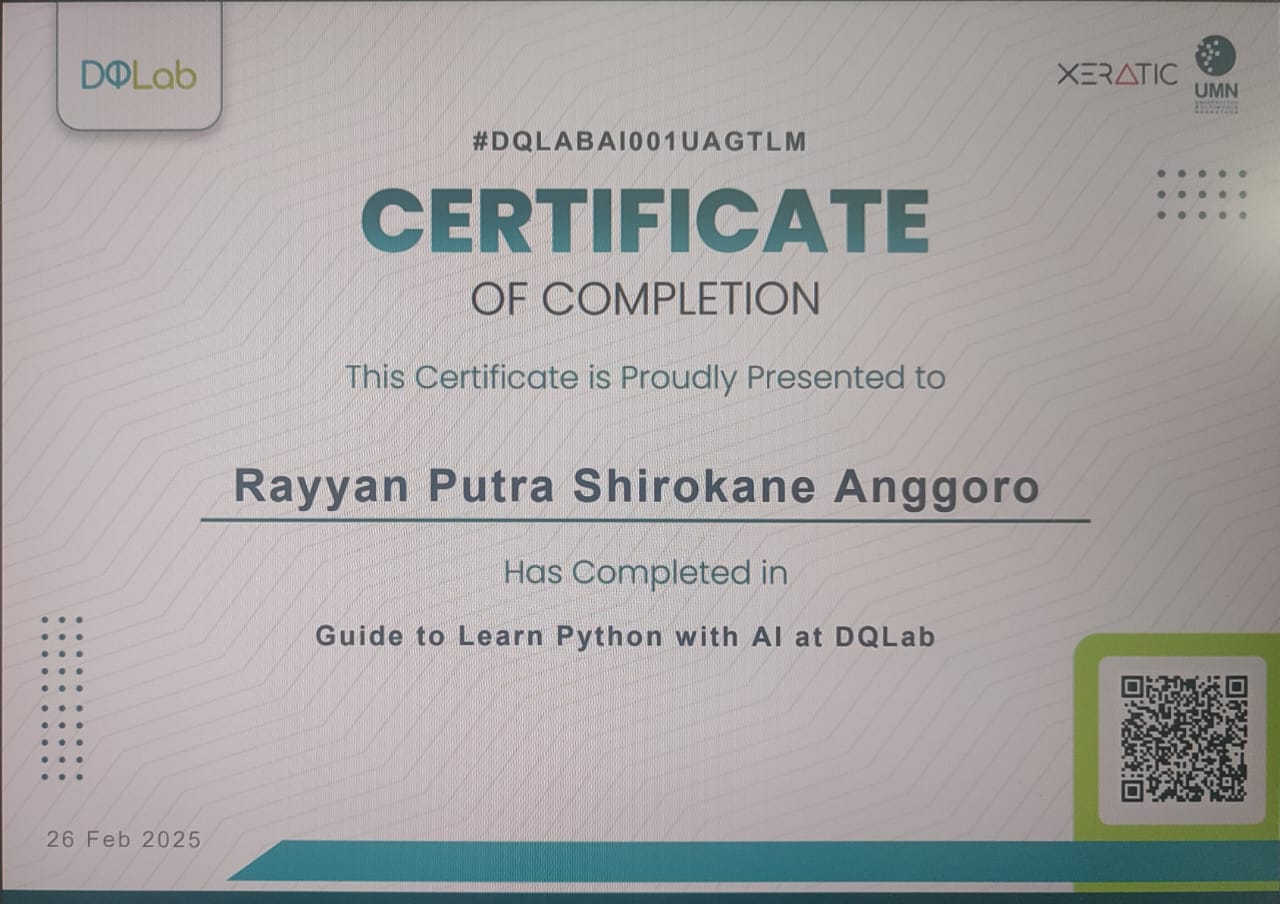 DQLab
XERATIC
UMN
#DQLABAI001UAGTLM
CERTIFICATE
OF COMPLETION
This Certificate is Proudly Presented to
Rayyan Putra Shirokane Anggoro
Has Completed in
Guide to Learn Python with AI at DQLab
26 Feb 2025